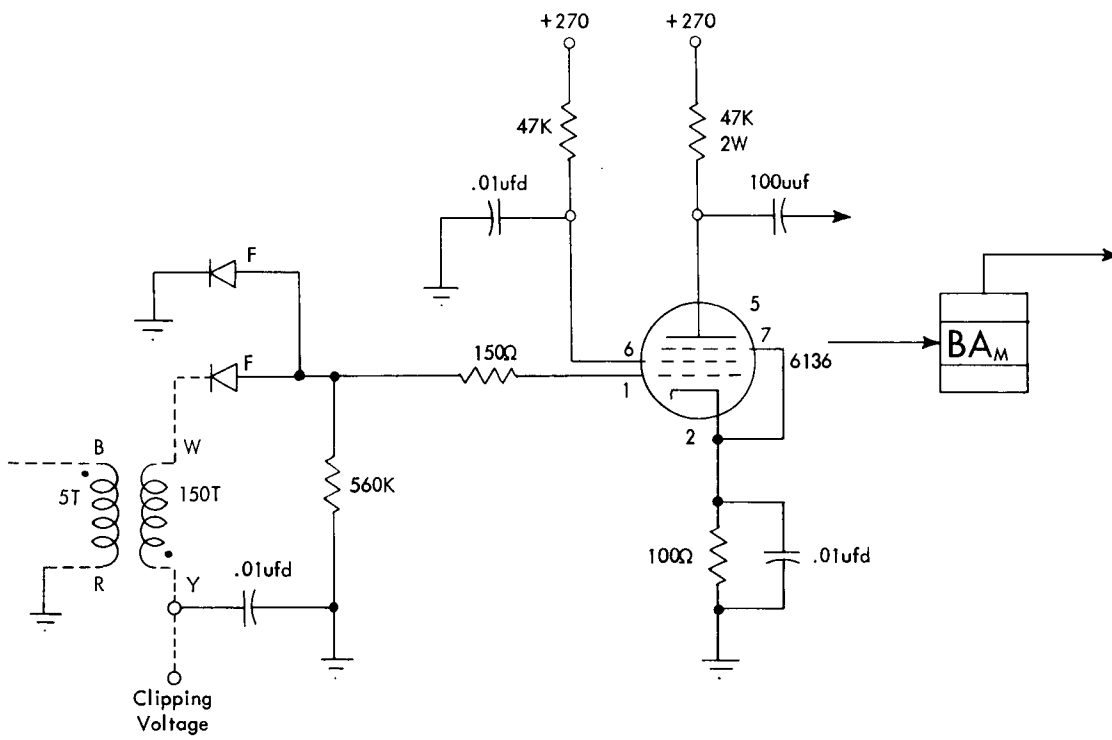 +270
+270
47K
47K
2W
.01ufd
100uuf
F
F
5
7
6
6136
150Ω
1
BAM
2
B
W
5T
150T
560K
R
Y
.01ufd
100Ω
.01ufd
Clipping
Voltage